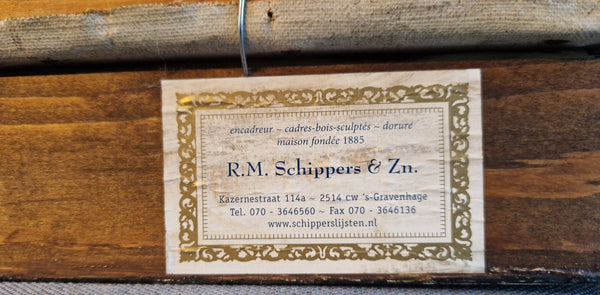 encadreur ~ cadres-bois-sculptés ~ dorure
maison fondée 1885
R.M. Schippers & Zn.
Kazernestraat 114a ~ 2514 CW 's-Gravenhage
Tel. 070 - 3646560 ~ Fax 070 - 3646136
www.schipperslijsten.nl